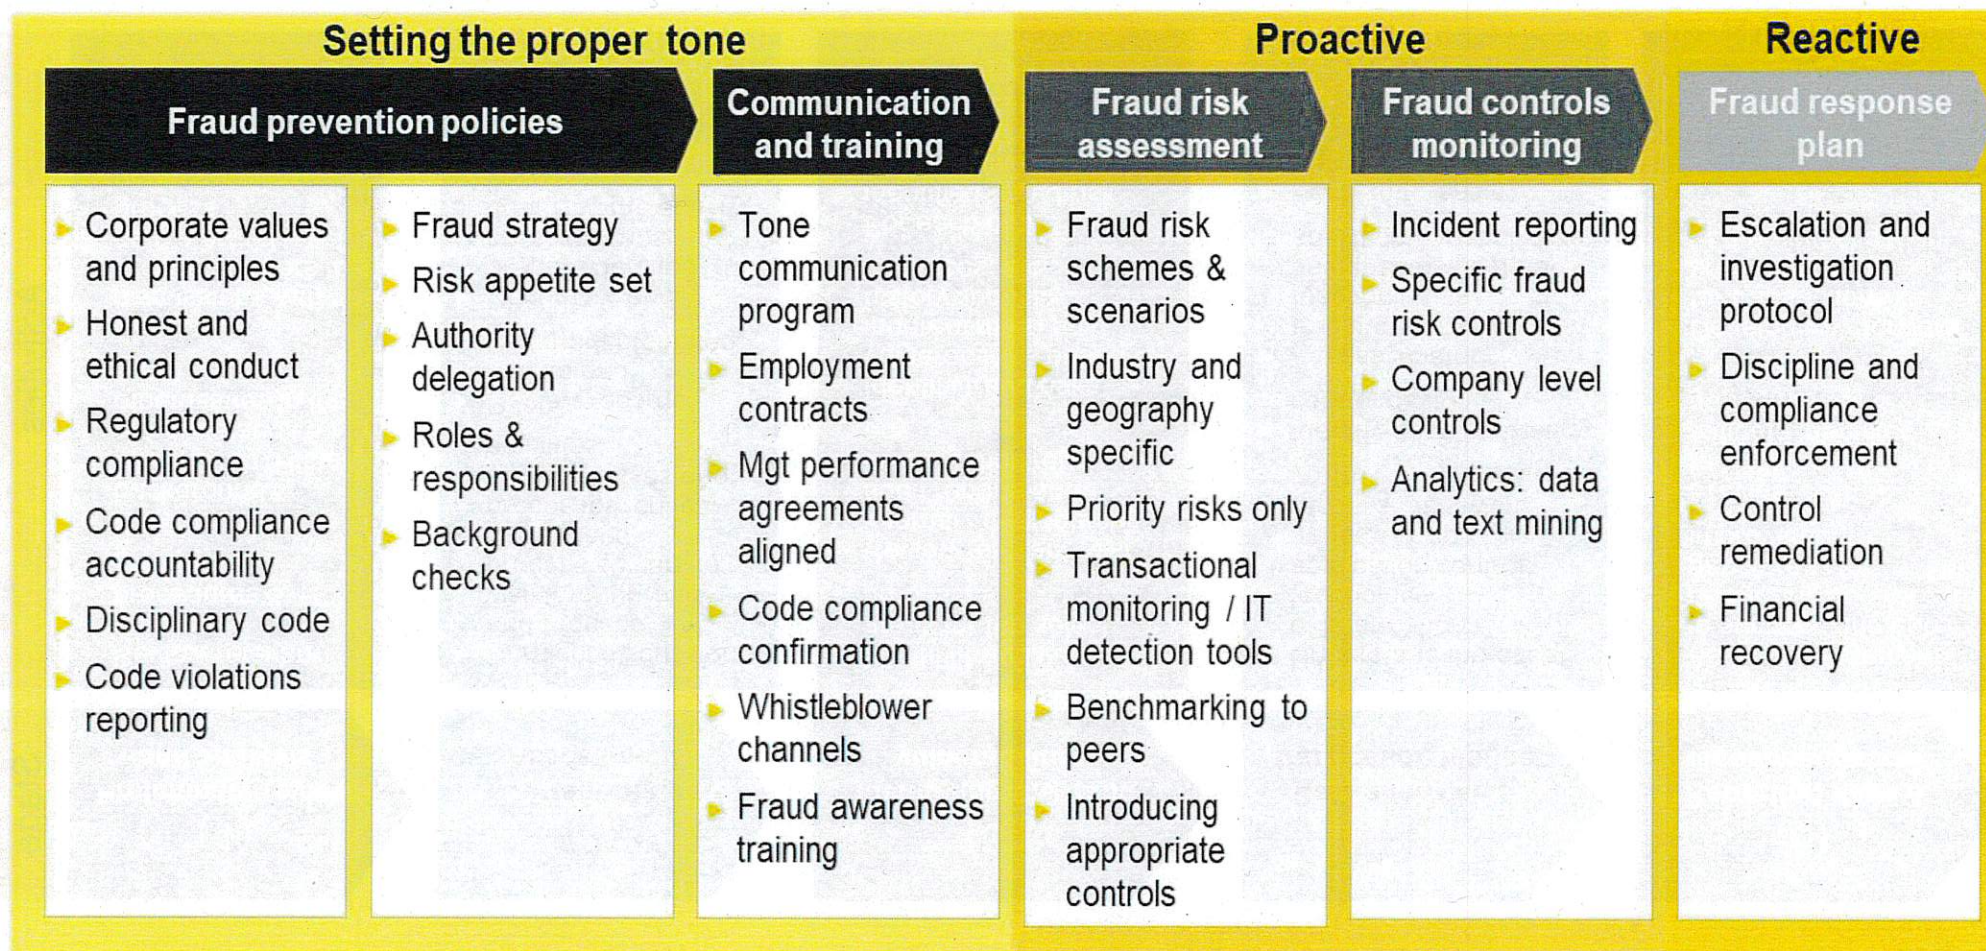 Setting the proper tone
Proactive
Reactive
Fraud prevention policies
Communication
and training
Fraud risk
assessment
Fraud controls
monitoring
Fraud response
plan
Corporate values
and principles
Honest and
ethical conduct
Regulatory
compliance
Code compliance
accountability
Disciplinary code
Code violations
reporting
Fraud strategy
Risk appetite set
Authority
delegation
Roles &
responsibilities
Background
checks
Tone
communication
program
Employment
contracts
Mgt performance
agreements
aligned
Code compliance
confirmation
Whistleblower
channels
Fraud awareness
training
Fraud risk
schemes &
scenarios
Industry and
geography
specific
Priority risks only
Transactional
monitoring / IT
detection tools
Benchmarking to
peers
Introducing
appropriate
controls
Incident reporting
Specific fraud
risk controls
Company level
controls
Analytics: data
and text mining
Escalation and
investigation
protocol
Discipline and
compliance
enforcement
Control
remediation
Financial
recovery